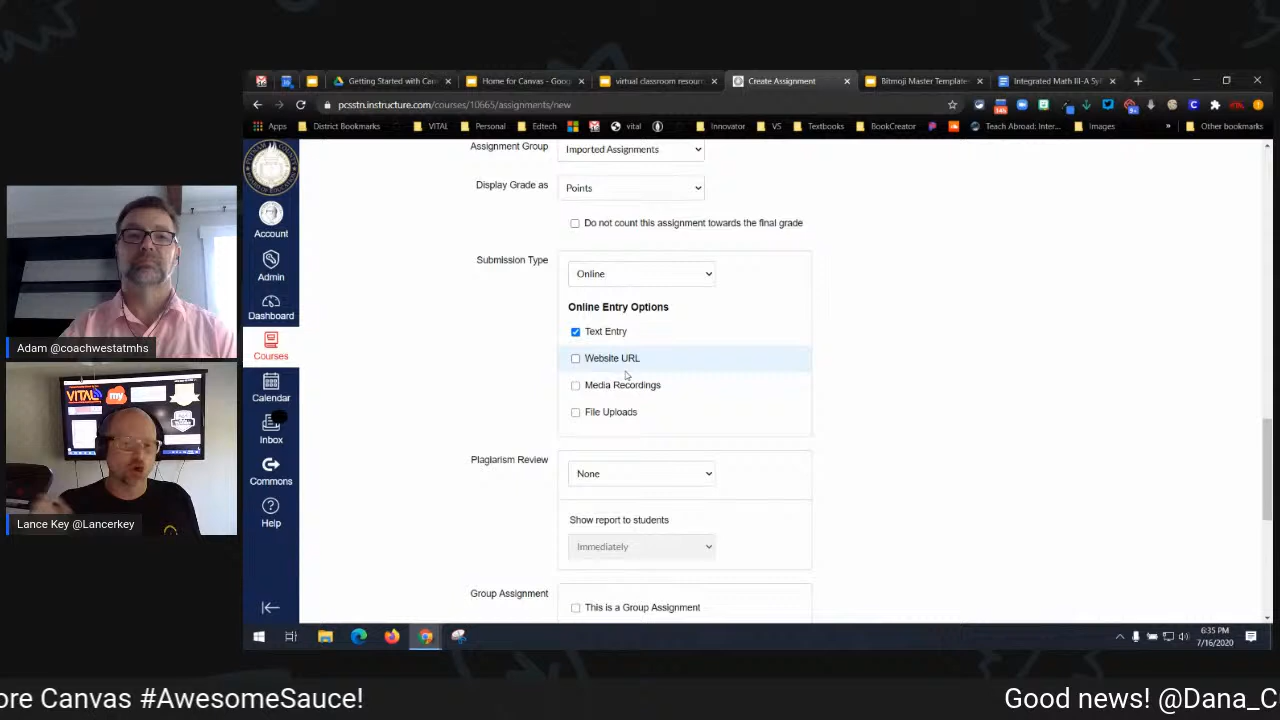 Getting Started with Can
Home for Canvas - Goog
virtual classroom resour
Create Assignment
Bitmoji Master Template
Integrated Math III-A Syl
pcsstn.instructure.com/courses/10665/assignments/new
Apps
District Bookmarks
VITAL
Personal
Edtech
vital
Innovator
VS
Textbooks
BookCreator
Teach Abroad: Inter...
Images
»
Other bookmarks
Account
Admin
Dashboard
Courses
Calendar
Inbox
Commons
Help
Assignment Group
Imported Assignments
Display Grade as
Points
Do not count this assignment towards the final grade
Submission Type
Online
Online Entry Options
Text Entry
Website URL
Media Recordings
File Uploads
Plagiarism Review
None
Show report to students
Immediately
Group Assignment
This is a Group Assignment
6:35 PM
7/16/2020
Adam @coachwestatmhs
VITAL
my
Lance Key @Lancerkey
ore Canvas #AwesomeSauce!
Good news! @Dana_C